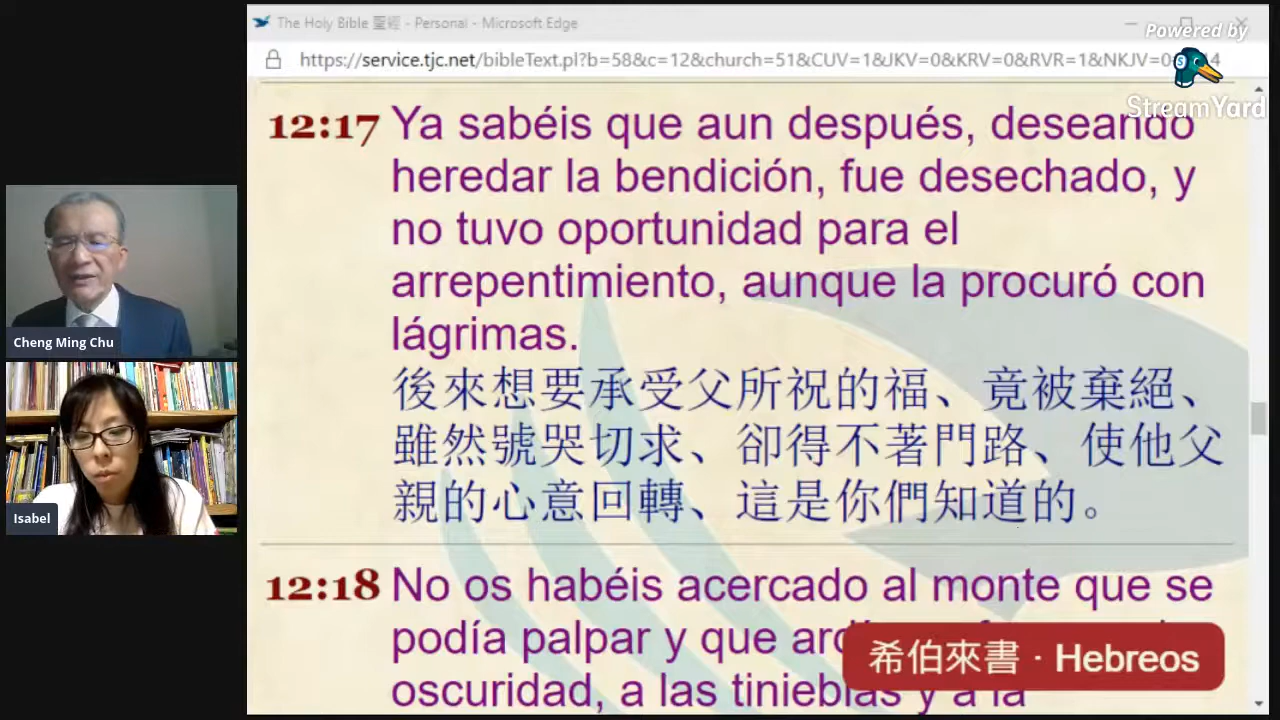 The Holy Bible 聖經 - Personal - Microsoft Edge
Powered by
StreamYard
https://service.tjc.net/bibleText.pl?b=58&c=12&church=51&CUV=1&JKV=0&KRV=0&RVR=1&NKJV=0
12:17 Ya sabéis que aun después, deseando
heredar la bendición, fue desechado, y
no tuvo oportunidad para el
arrepentimiento, aunque la procuró con
lágrimas.
後來想要承受父所祝的福、竟被棄絕、
雖然號哭切求、卻得不著門路、使他父
親的心意回轉、這是你們知道的。
12:18 No os habéis acercado al monte que se
podía palpar y que
oscuridad, a las tinieblas y a la
希伯來書 · Hebreos
Cheng Ming Chu
Isabel